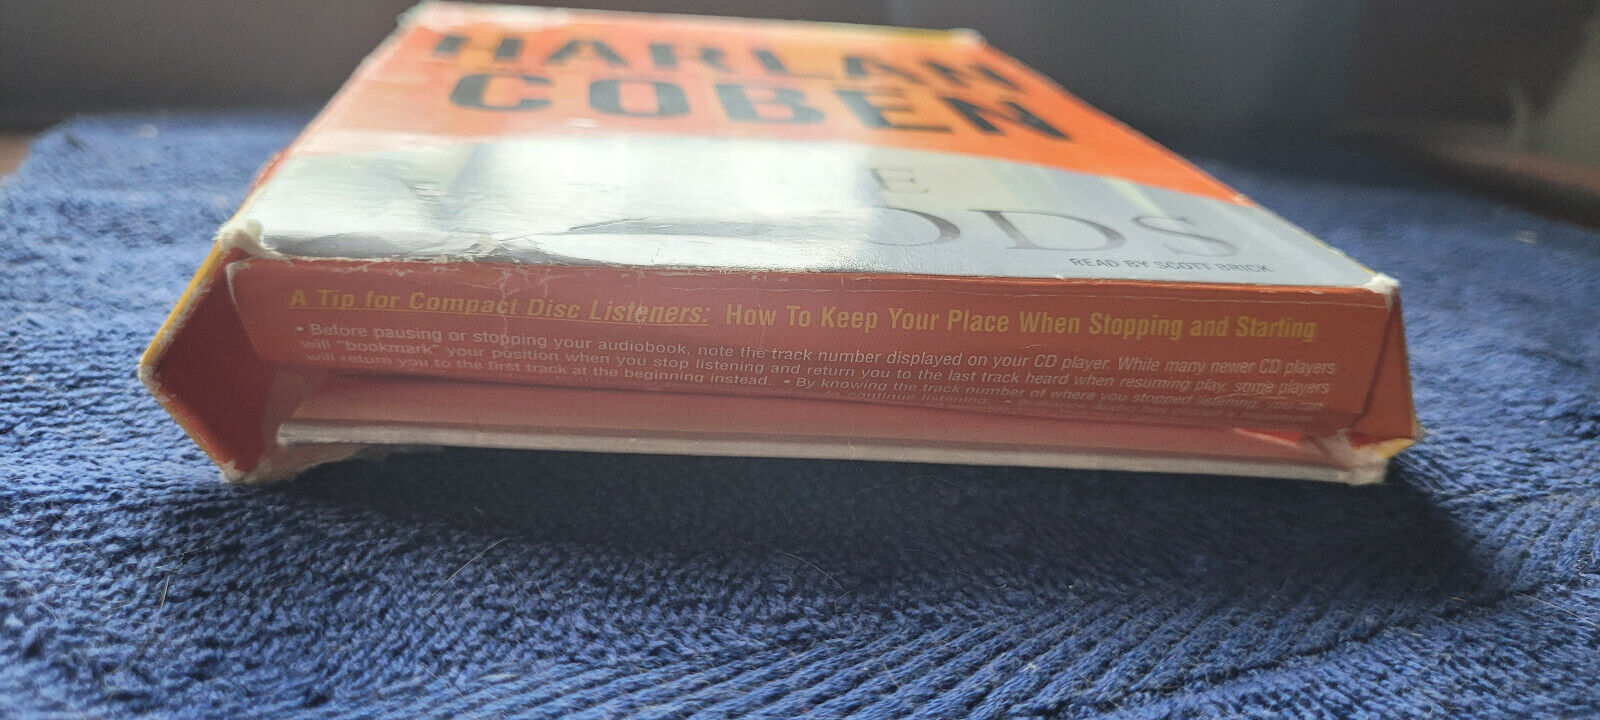 HARLAN
COBEN
E
ODS
READ BY SCOTT BRICK
A Tip for Compact Disc Listeners: How To Keep Your Place When Stopping and Starting
• Before pausing or stopping your audiobook, note the track number displayed on your CD player. While many newer CD players
will "bookmark" your position when you stop listening and return you to the last track heard when resuming play, some players
will return you to the first track at the beginning instead. • By knowing the track number of where you stopped listening, you can
to continue listening. •